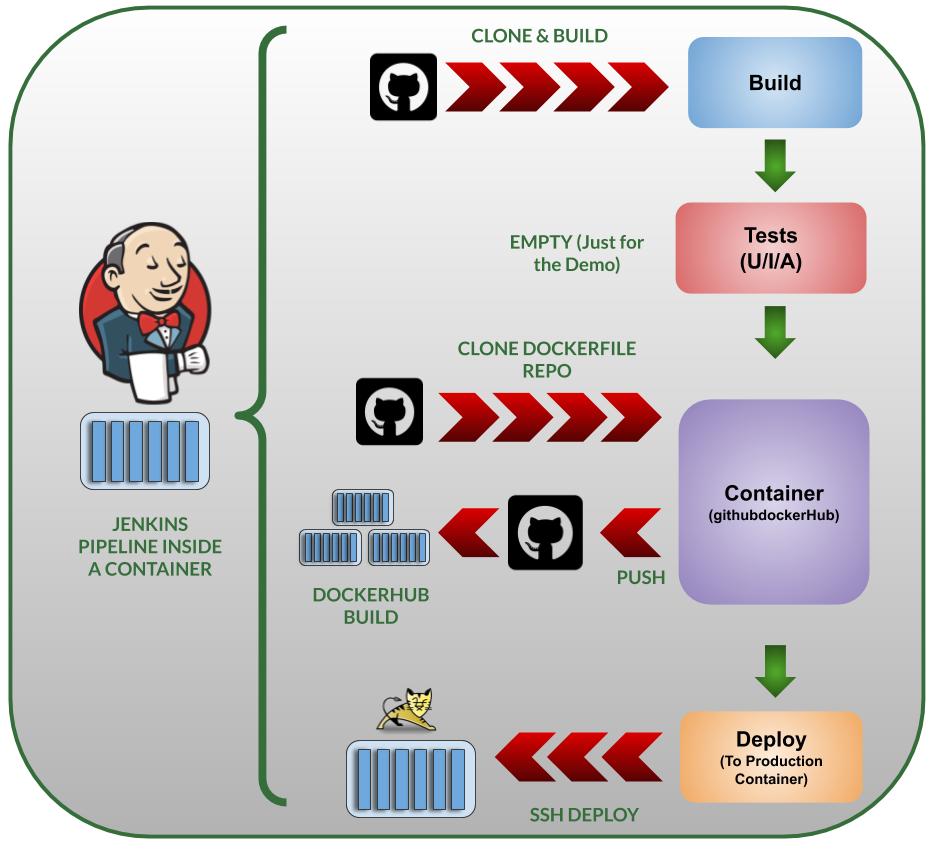 CLONE & BUILD
Build
EMPTY (Just for
the Demo)
Tests
(U/I/A)
CLONE DOCKERFILE
REPO
Container
(githubdockerHub)
JENKINS
PIPELINE INSIDE
A CONTAINER
PUSH
DOCKERHUB
BUILD
Deploy
(To Production
Container)
SSH DEPLOY